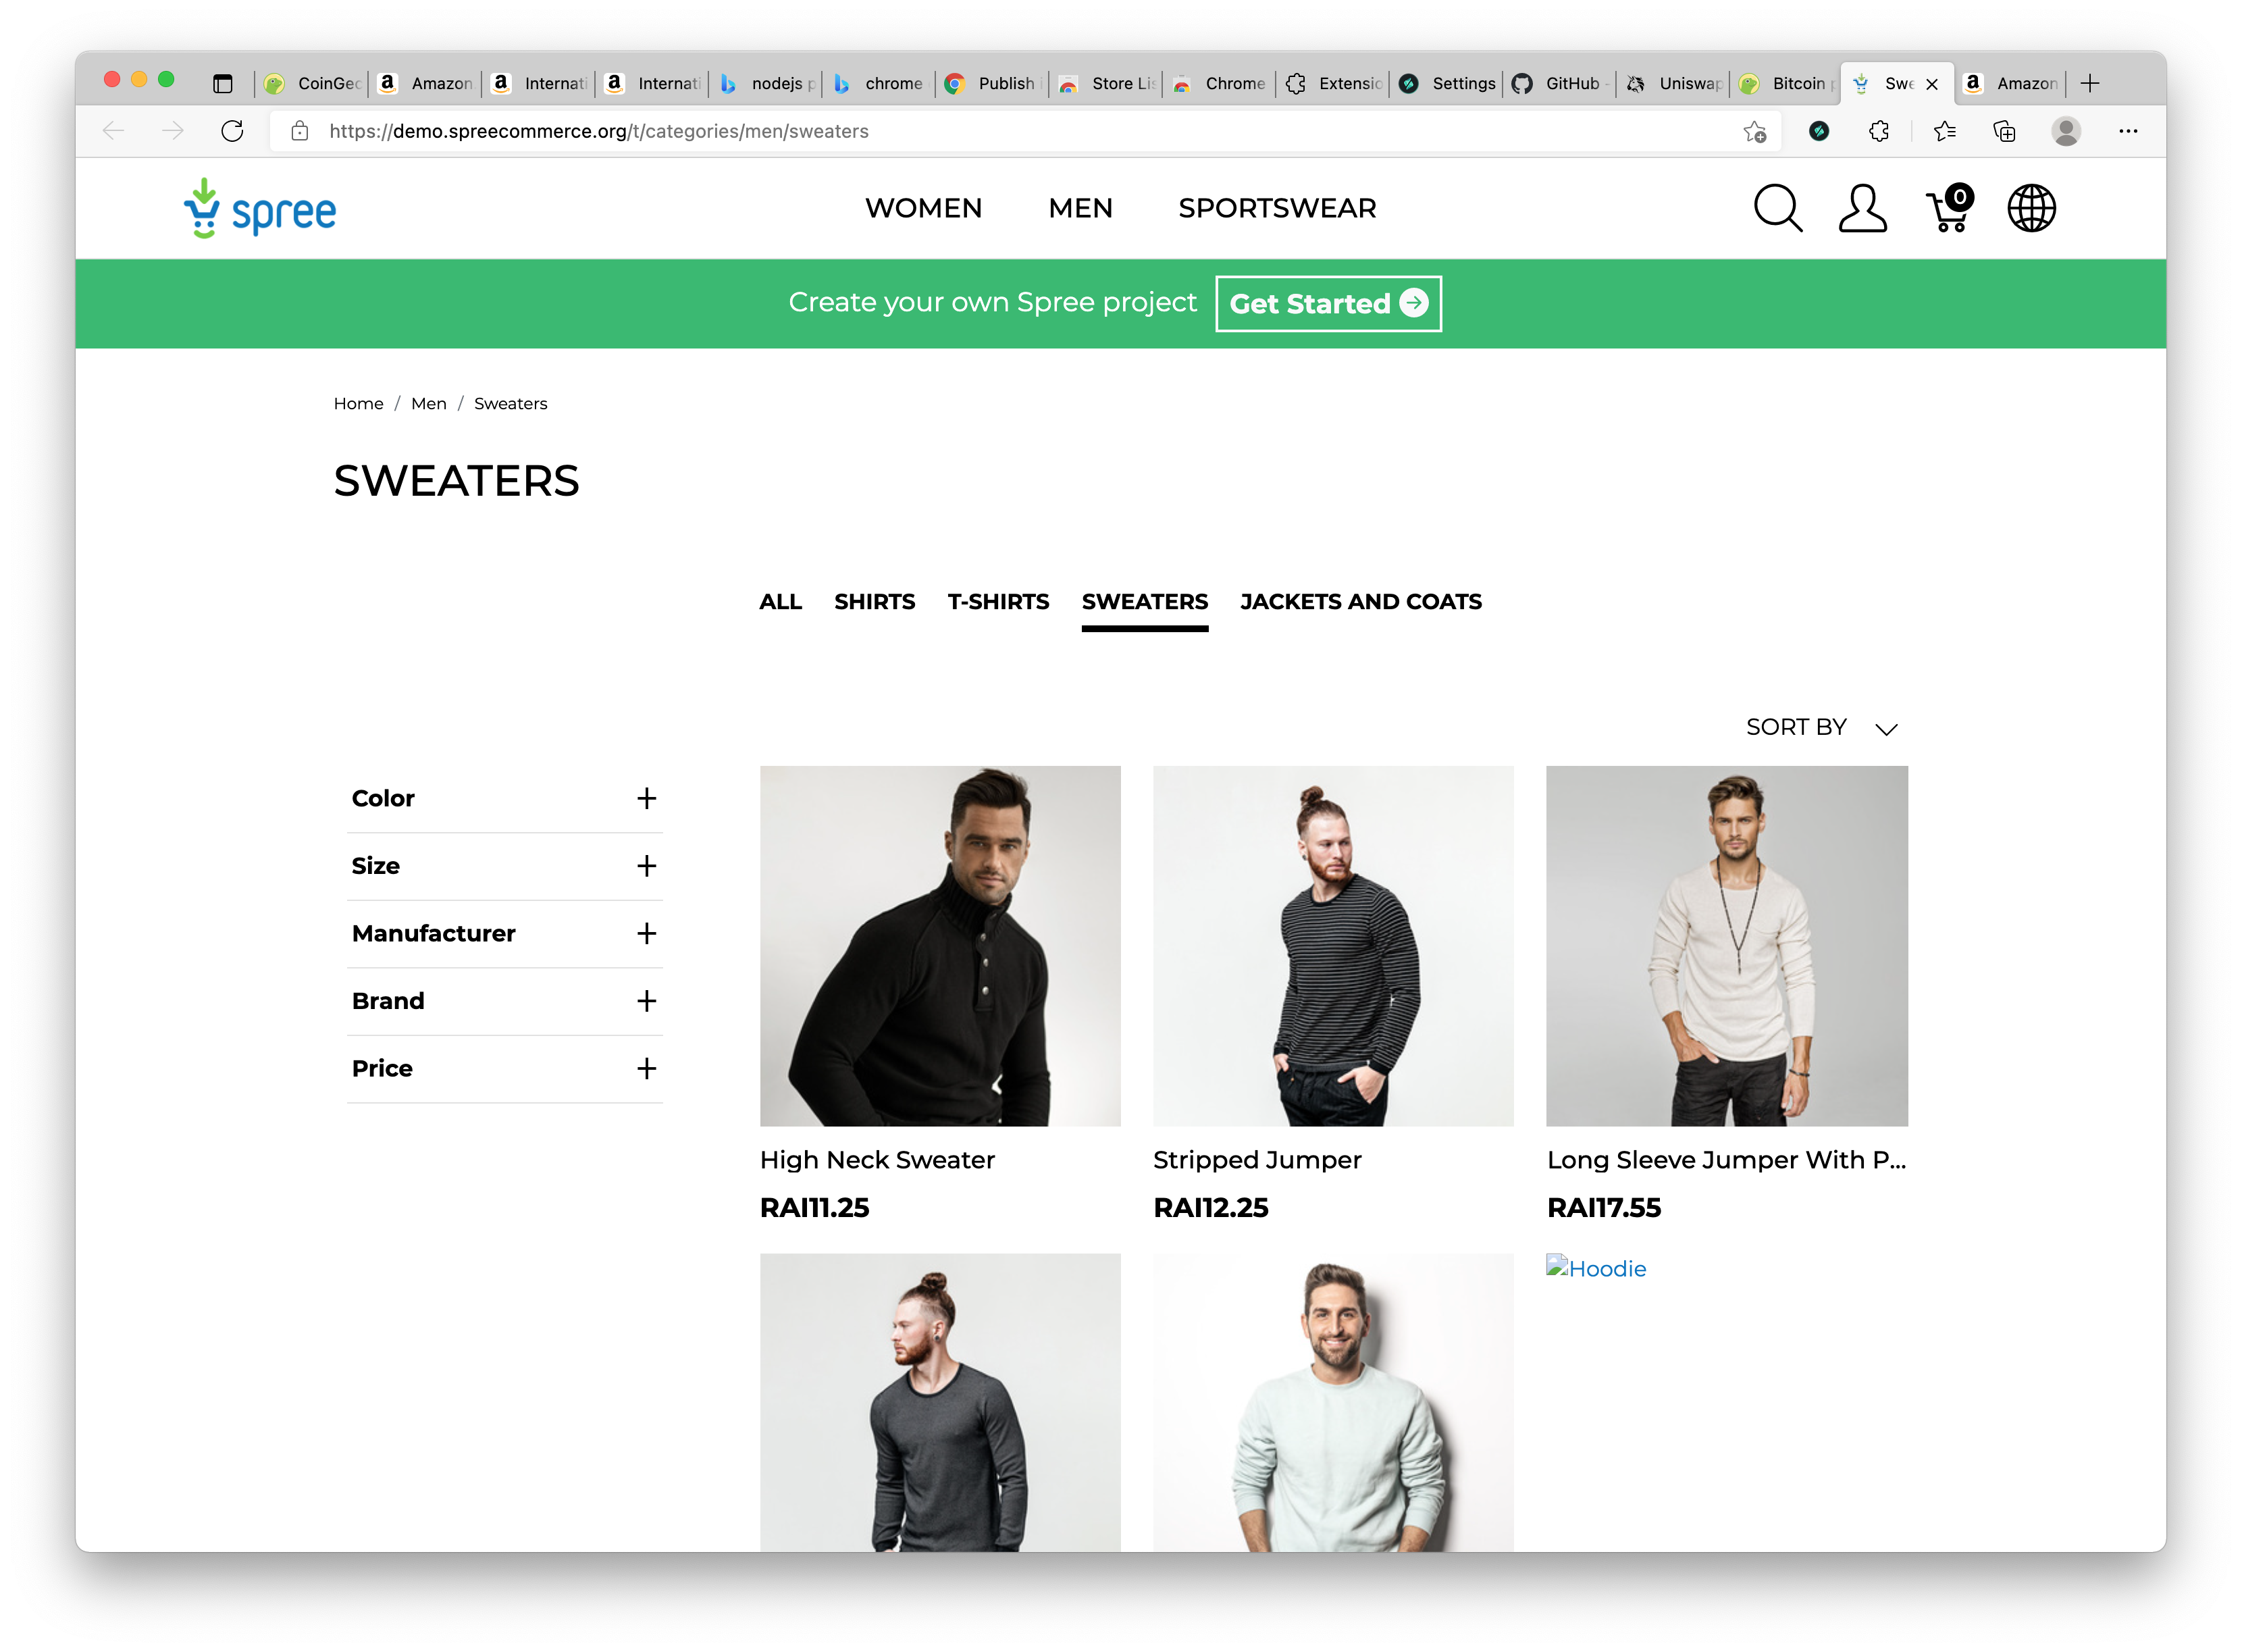 CoinGec Amazon Internati Internati nodejs p chrome Publish i Store Lis Chrome Extensio Settings GitHub - Uniswap Bitcoin p Swe Amazon
https://demo.spreecommerce.org/t/categories/men/sweaters
spree WOMEN MEN SPORTSWEAR 0
Create your own Spree project Get Started
Home / Men / Sweaters
SWEATERS
ALL SHIRTS T-SHIRTS SWEATERS JACKETS AND COATS
SORT BY
Color
Size
Manufacturer
Brand
Price
High Neck Sweater
RAI11.25
Stripped Jumper
RAI12.25
Long Sleeve Jumper With P...
RAI17.55
Hoodie